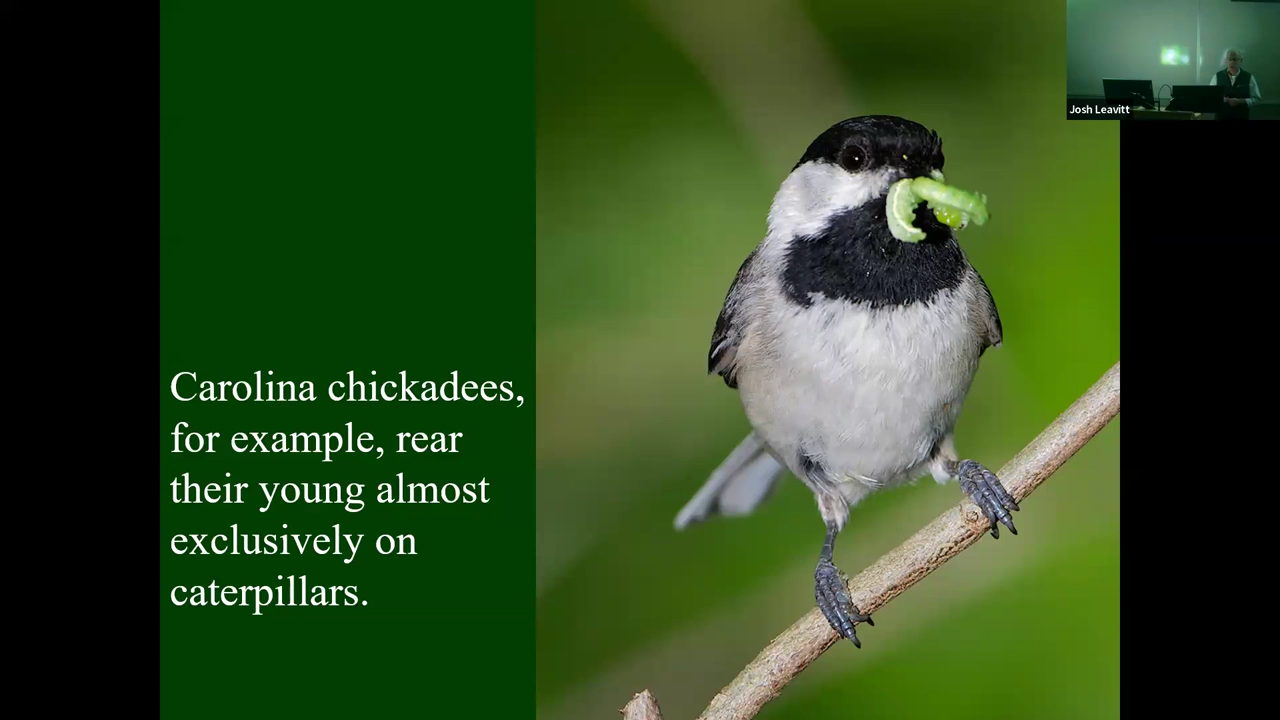 Josh Leavitt
Carolina chickadees,
for example, rear
their young almost
exclusively on
caterpillars.